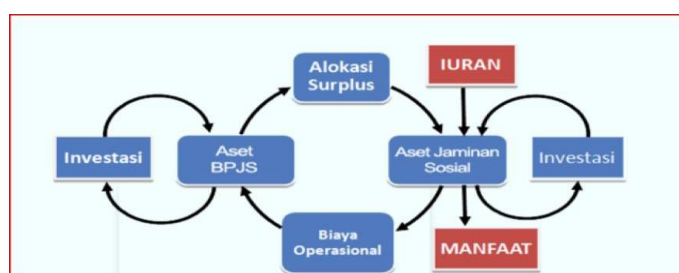 Alokasi
Surplus
IURAN
Investasi
Aset
BPJS
Aset Jaminan
Sosial
Investasi
Biaya
Operasional
MANFAAT